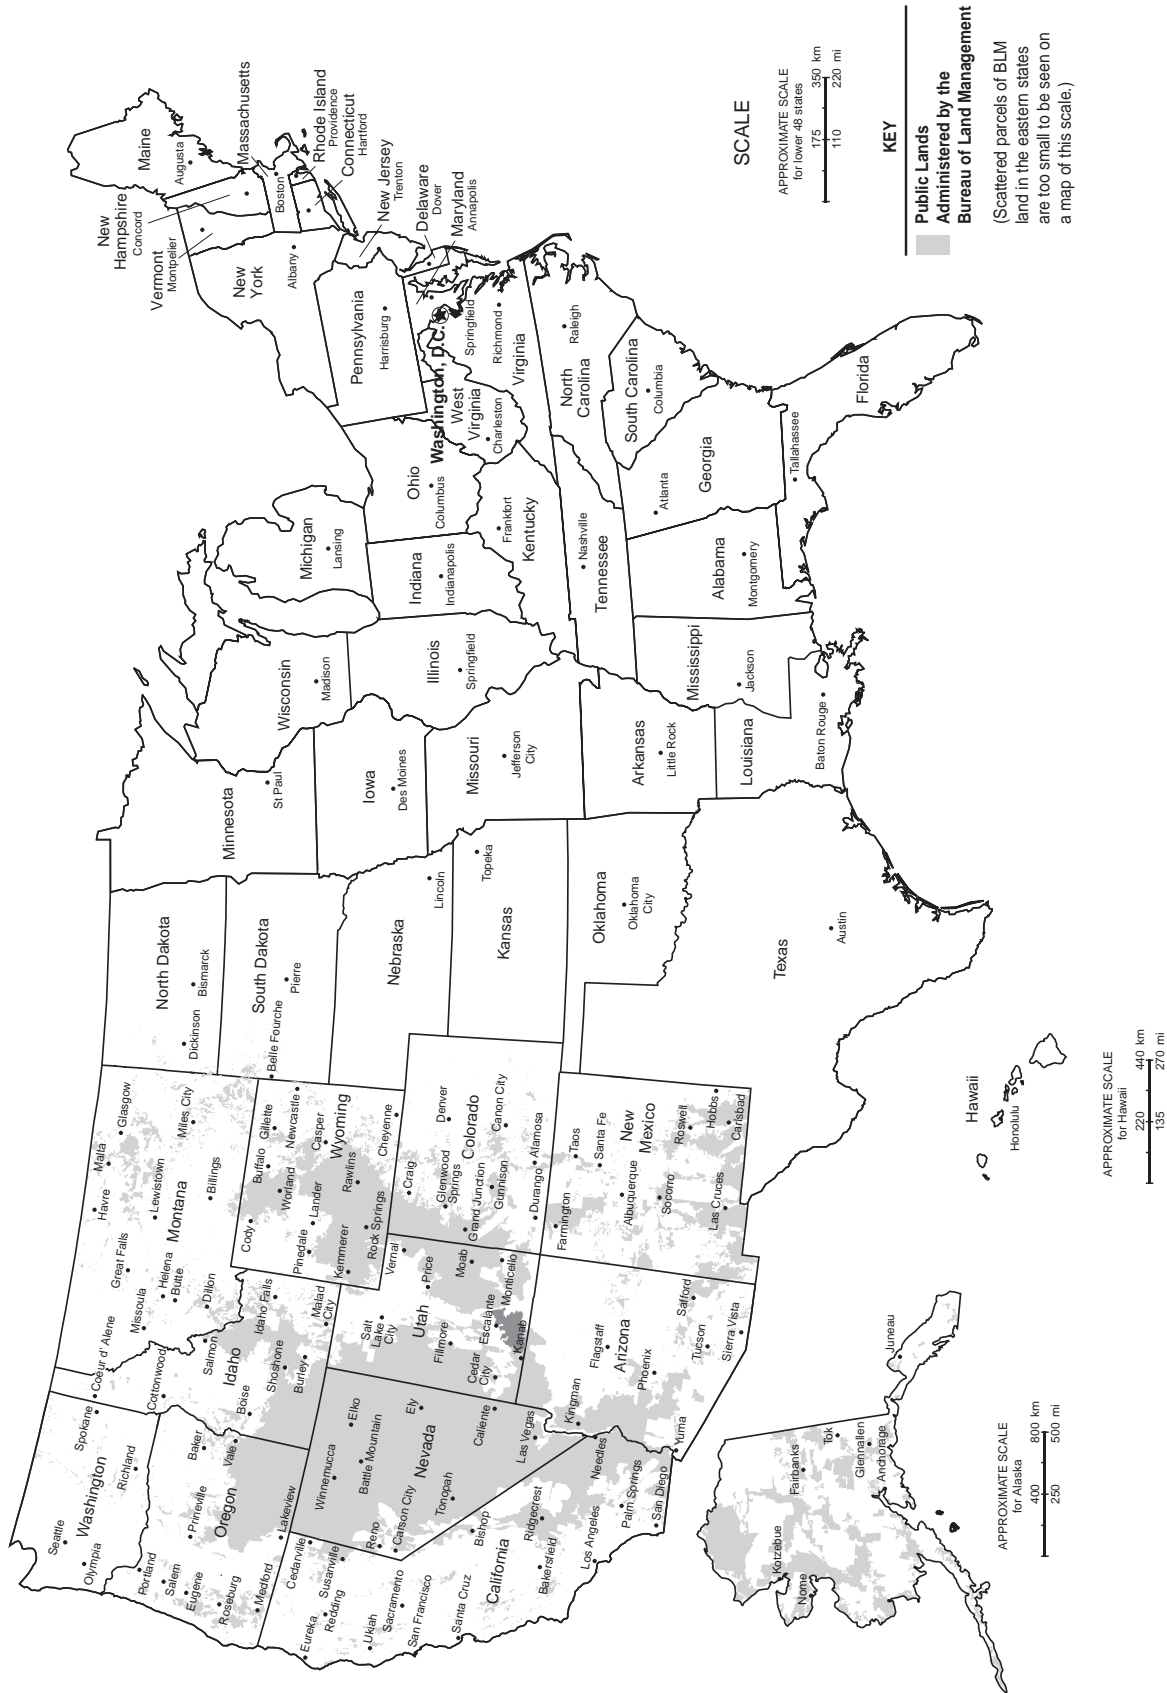 Seattle
Olympia
Washington
Spokane
Richland
Coeur d' Alene
Cottonwood
Portland
Salem
Eugene
Roseburg
Medford
Prineville
Oregon
Baker
Vale
Lakeview
Boise
Idaho
Salmon
Shoshone
Burley
Idaho Falls
Malad
City
Missoula
Great Falls
Helena
Butte
Dillon
Havre
Malta
Glasgow
Lewistown
Montana
Billings
Miles City
Cody
Buffalo
Gillette
Newcastle
Worland
Lander
Casper
Pinedale
Wyoming
Rawlins
Kemmerer
Rock Springs
Cheyenne
Eureka
Redding
Susanville
Cedarville
Ukiah
Sacramento
San Francisco
Santa Cruz
California
Bishop
Bakersfield
Ridgecrest
Los Angeles
Needles
Palm Springs
San Diego
Winnemucca
Elko
Battle Mountain
Reno
Carson City
Nevada
Ely
Tonopah
Caliente
Las Vegas
Salt
Lake
City
Utah
Vernal
Price
Fillmore
Moab
Escalante
Monticello
Cedar
City
Kanab
Craig
Glenwood
Springs
Denver
Grand Junction
Colorado
Gunnison
Canon City
Durango
Alamosa
Kingman
Flagstaff
Arizona
Phoenix
Yuma
Safford
Tucson
Sierra Vista
Farmington
Taos
Santa Fe
Albuquerque
New
Mexico
Socorro
Roswell
Las Cruces
Hobbs
Carlsbad
North Dakota
Dickinson
Bismarck
South Dakota
Belle Fourche
Pierre
Nebraska
Lincoln
Kansas
Topeka
Oklahoma
Oklahoma
City
Texas
Austin
Minnesota
St Paul
Iowa
Des Moines
Missouri
Jefferson
City
Arkansas
Little Rock
Louisiana
Baton Rouge
Wisconsin
Madison
Illinois
Springfield
Mississippi
Jackson
Michigan
Lansing
Indiana
Indianapolis
Ohio
Columbus
Kentucky
Frankfort
Tennessee
Nashville
Alabama
Montgomery
Georgia
Atlanta
Florida
Tallahassee
South Carolina
Columbia
North
Carolina
Raleigh
Virginia
Richmond
Springfield
West
Virginia
Charleston
Washington, D.C.
Pennsylvania
Harrisburg
New
York
Albany
Vermont
Montpelier
New
Hampshire
Concord
Maine
Augusta
Massachusetts
Boston
Rhode Island
Providence
Connecticut
Hartford
New Jersey
Trenton
Delaware
Dover
Maryland
Annapolis
Kotzebue
Nome
Fairbanks
Tok
Glennallen
Anchorage
Juneau
APPROXIMATE SCALE
for Alaska
400 800 km
250 500 mi
Hawaii
Honolulu
APPROXIMATE SCALE
for Hawaii
220 440 km
135 270 mi
SCALE
APPROXIMATE SCALE
for lower 48 states
175 350 km
110 220 mi
KEY
Public Lands
Administered by the
Bureau of Land Management
(Scattered parcels of BLM
land in the eastern states
are too small to be seen on
a map of this scale.)